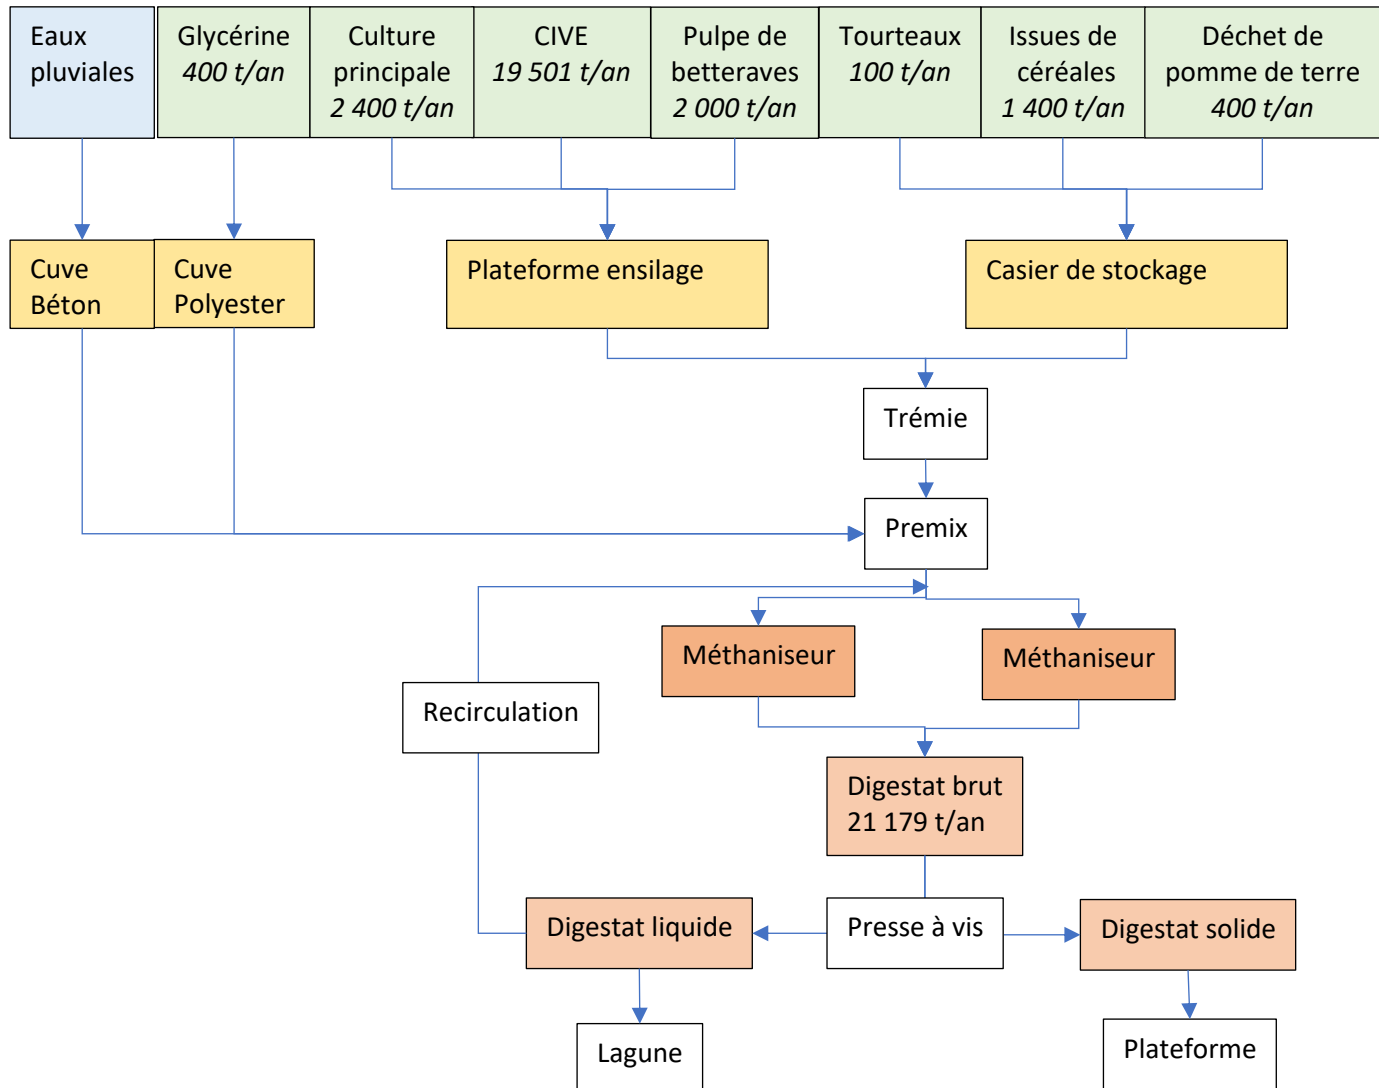 Eaux
pluviales
Glycérine
400 t/an
Culture
principale
2 400 t/an
CIVE
19 501 t/an
Pulpe de
betteraves
2 000 t/an
Tourteaux
100 t/an
Issues de
céréales
1 400 t/an
Déchet de
pomme de terre
400 t/an
Cuve
Béton
Cuve
Polyester
Plateforme ensilage
Casier de stockage
Trémie
Premix
Méthaniseur
Méthaniseur
Recirculation
Digestat brut
21 179 t/an
Digestat liquide
Presse à vis
Digestat solide
Lagune
Plateforme